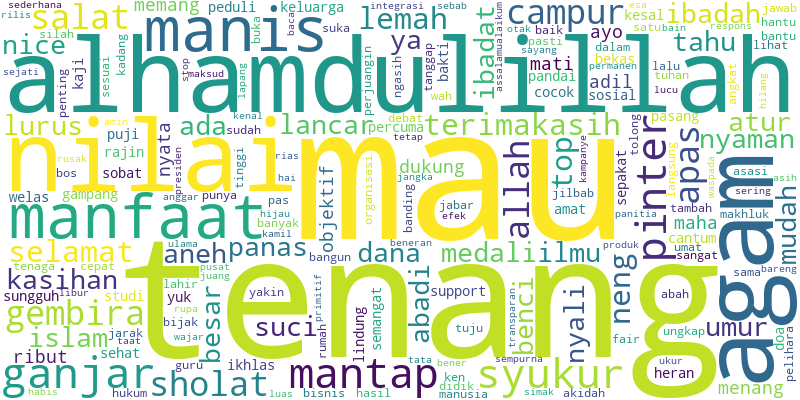 sederhana
rilis
silah
salat
memang
peduli
keluarga
suka
buka
manis
baca
integrasi
sebab
lemah
campur
otak
baik
ayo
esa
satu
bain
respons
jawab
hantu
bantu
kesal
ibadah
nice
kadang
sesuai
kaji
penting
sejati
alhamdulillah
stop
maksud
lapang
perjuangin
ngasih
tanggap
bakti
ya
wah
sayang
assalamualaikum
ibadat
pasti
mati
pandai
cocok
adil
sosial
dalam
bekas
tahu
lalu
tuhan
lihat
permanen
lucu
angkat
hilang
lurus
amin
puji
rajin
rusak
bos
sobat
nyata
ada
sudah
kenal
lancar
percuma
debat
tetap
terimakasih
top
kampanye
sepakat
tolong
pinter
pasang
langsung
apas
atur
nyaman
waspada
asasi
sering
asih
nilai
mau
presiden
tinggi
rias
hai
organisasi
dukung
jangka
allah
objektif
jilbab
amat
panitia
tambah
makhluk
maha
mudah
welas
gampang
anggar
punya
pas
hijau
banyak
kamil
jabar
efek
banding
manfaat
agam
selamat
ulama
aneh
panas
bangun
beneran
dana
medali
ilmu
produk
umat
cantum
sangat
sama
bareng
tenaga
cepat
pusat
juang
kasihan
sungguh
libur
studi
lahir
rupa
yakin
tenang
primitif
lindung
semangat
abadi
support
transparan
benci
nyali
neng
abah
ungkap
doa
pelihara
gembira
yuk
bijak
besar
suci
rumah
tuju
fair
umur
islam
jarak
taat
wajar
ribut
sehat
guru
ikhlas
tata
bener
sempurna
ukur
heran
menang
ganjar
habis
hukum
sholat
luas
bisnis
mantap
hasil
ken
didik
manusia
syukur
simak
akidah